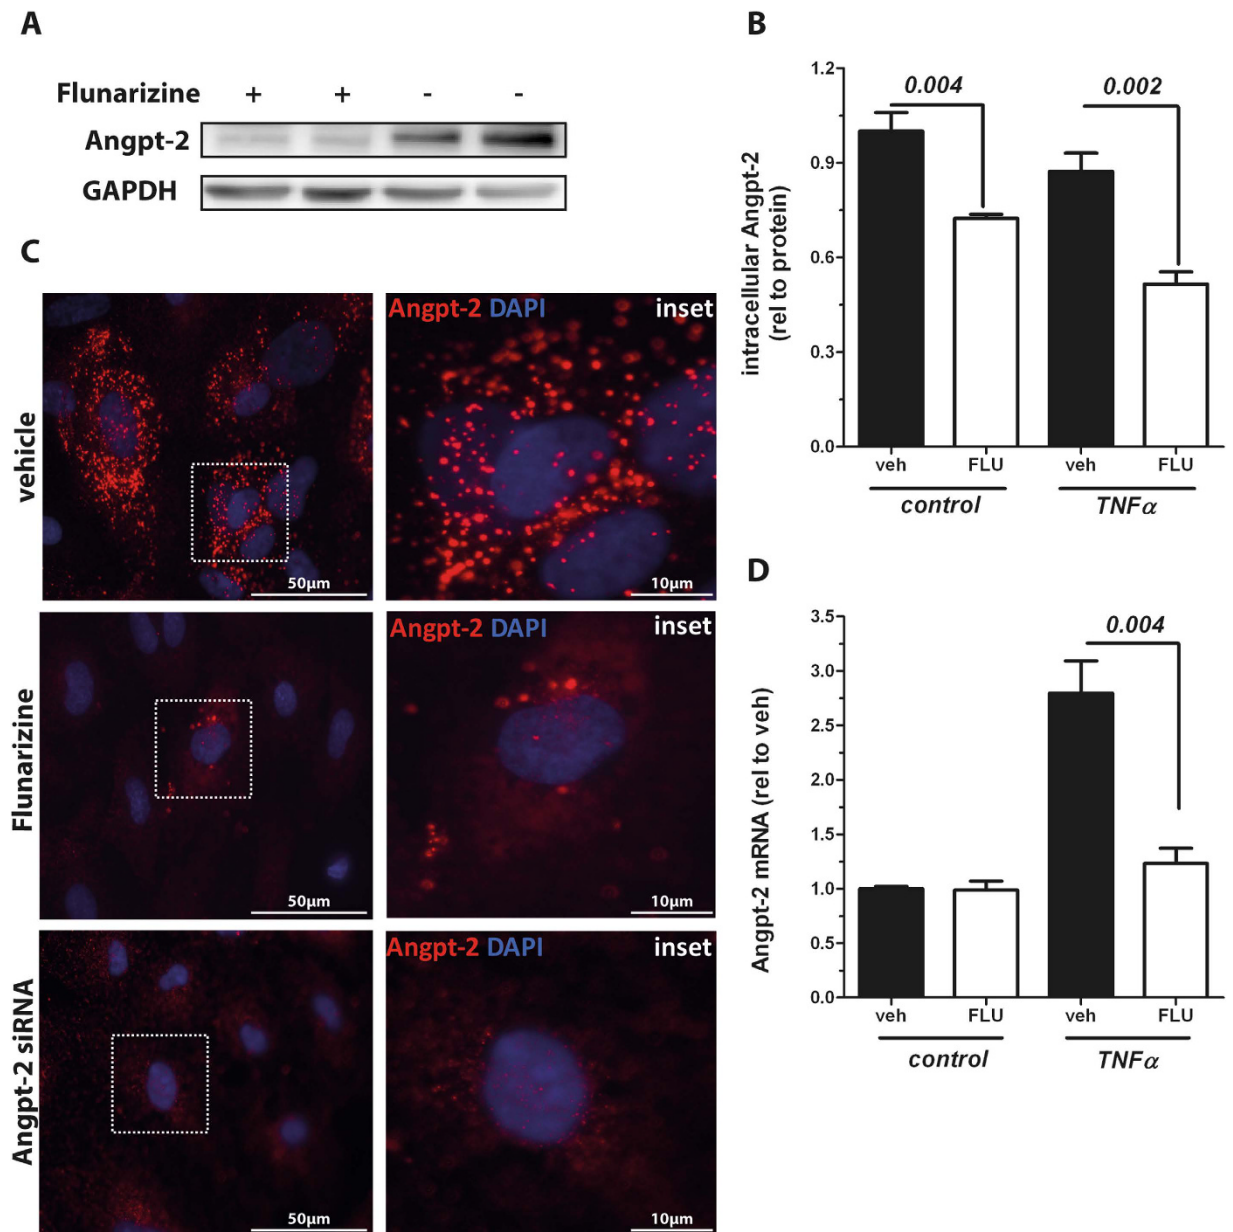 A
Flunarizine + + - -
Angpt-2
GAPDH
B
1.2
0.9
0.6
0.3
0.0
intracellular Angpt-2
(rel to protein)
0.004
0.002
veh FLU veh FLU
control TNFα
C
vehicle
Angpt-2 DAPI inset
50μm
10μm
Flunarizine
Angpt-2 DAPI inset
50μm
10μm
Angpt-2 siRNA
Angpt-2 DAPI inset
50μm
10μm
D
3.5
3.0
2.5
2.0
1.5
1.0
0.5
0.0
Angpt-2 mRNA (rel to veh)
0.004
veh FLU veh FLU
control TNFα